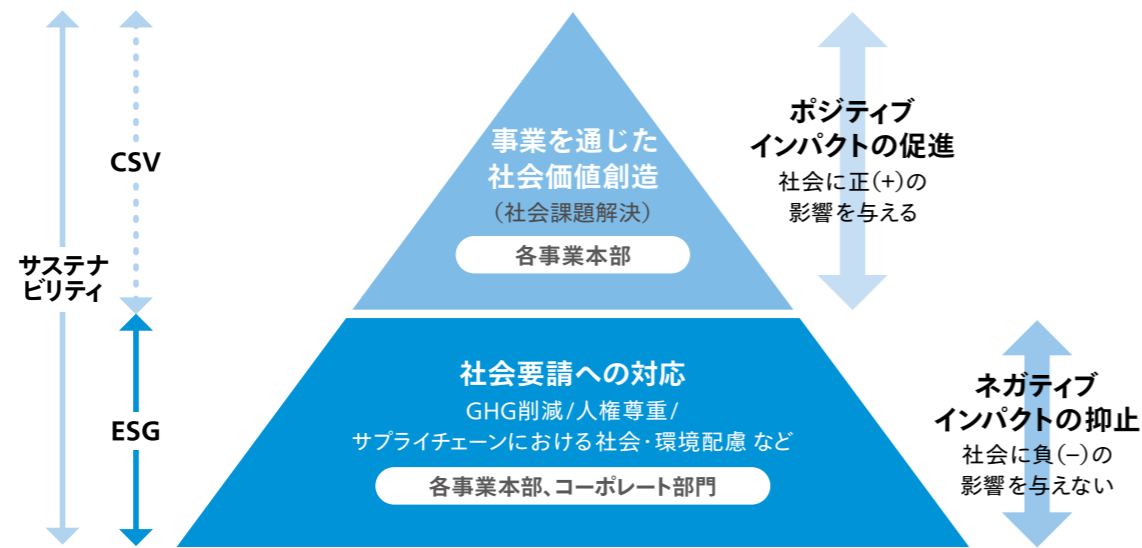 サステナ
ビリティ
CSV
ESG
事業を通じた
社会価値創造
（社会課題解決）
各事業本部
社会要請への対応
GHG削減/人権尊重/
サプライチェーンにおける社会・環境配慮 など
各事業本部、コーポレート部門
ポジティブ
インパクトの促進
社会に正(+)の
影響を与える
ネガティブ
インパクトの抑止
社会に負(−)の
影響を与えない